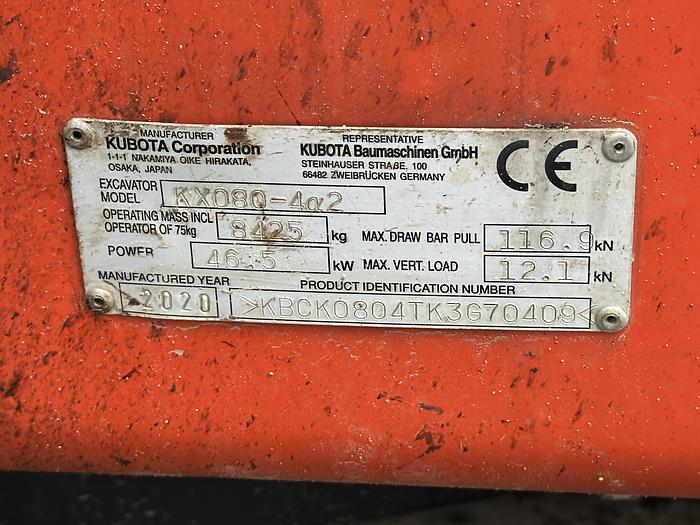 MANUFACTURER
KUBOTA Corporation
1-1-1 NAKAMIYA OIKE HIRAKATA,
OSAKA, JAPAN
REPRESENTATIVE
KUBOTA Baumaschinen GmbH
STEINHAUSER STRAßE, 100
66482 ZWEIBRÜCKEN GERMANY
CE
EXCAVATOR MODEL KX080-4α2
OPERATING MASS INCL
OPERATOR OF 75kg 8425 kg
MAX. DRAW BAR PULL 116.9 kN
POWER 46.5 kW
MAX. VERT. LOAD 12.1 kN
MANUFACTURED YEAR
2020
PRODUCT IDENTIFICATION NUMBER
>KBCK0804TK3G70409<